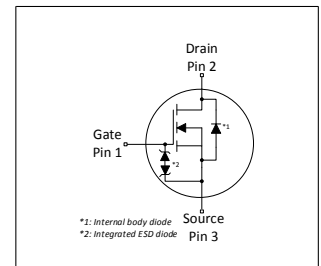 Drain
Pin 2
*1
Gate
Pin 1
*2
*1: Internal body diode
*2: Integrated ESD diode
Source
Pin 3